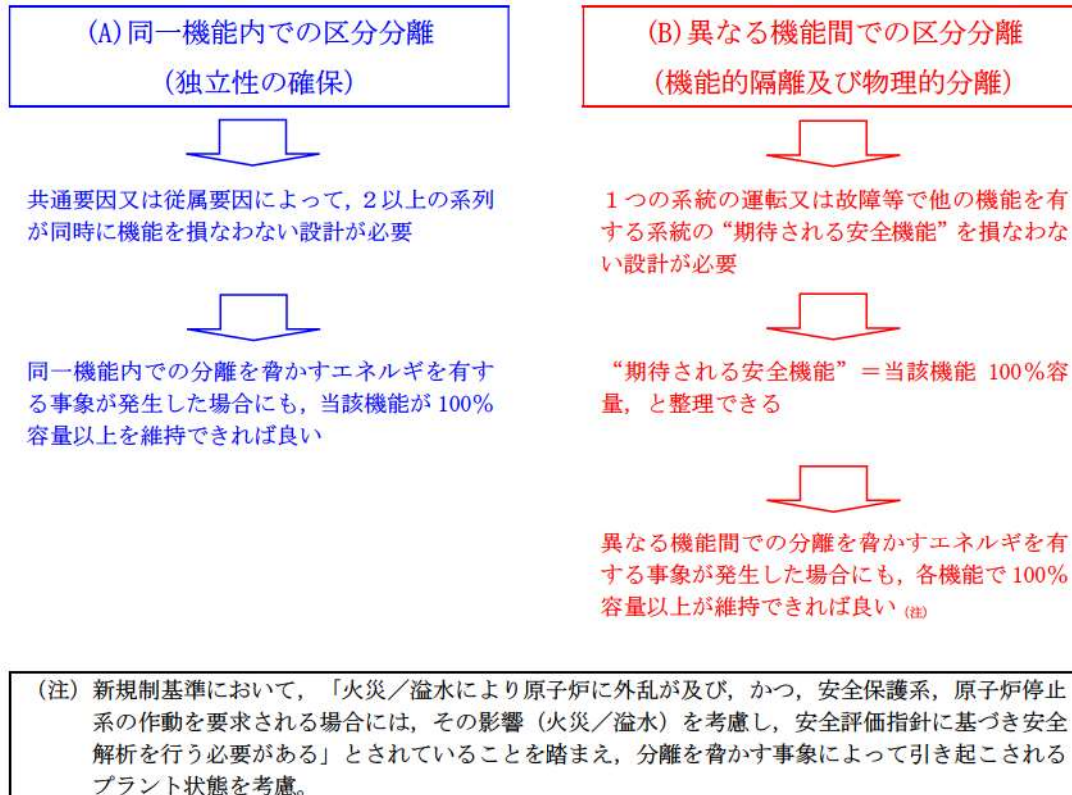 (A)同一機能内での区分分離
(独立性の確保)
共通要因又は従属要因によって，２以上の系列
が同時に機能を損なわない設計が必要
同一機能内での分離を脅かすエネルギを有す
る事象が発生した場合にも，当該機能が 100%
容量以上を維持できれば良い
(B)異なる機能間での区分分離
(機能的隔離及び物理的分離)
１つの系統の運転又は故障等で他の機能を有
する系統の“期待される安全機能”を損なわな
い設計が必要
“期待される安全機能”＝当該機能 100%容
量，と整理できる
異なる機能間での分離を脅かすエネルギを有
する事象が発生した場合にも，各機能で 100%
容量以上が維持できれば良い (注)
(注) 新規制基準において，「火災／溢水により原子炉に外乱が及び，かつ，安全保護系，原子炉停止
系の作動を要求される場合には，その影響（火災／溢水）を考慮し，安全評価指針に基づき安全
解析を行う必要がある」とされていることを踏まえ，分離を脅かす事象によって引き起こされる
プラント状態を考慮。